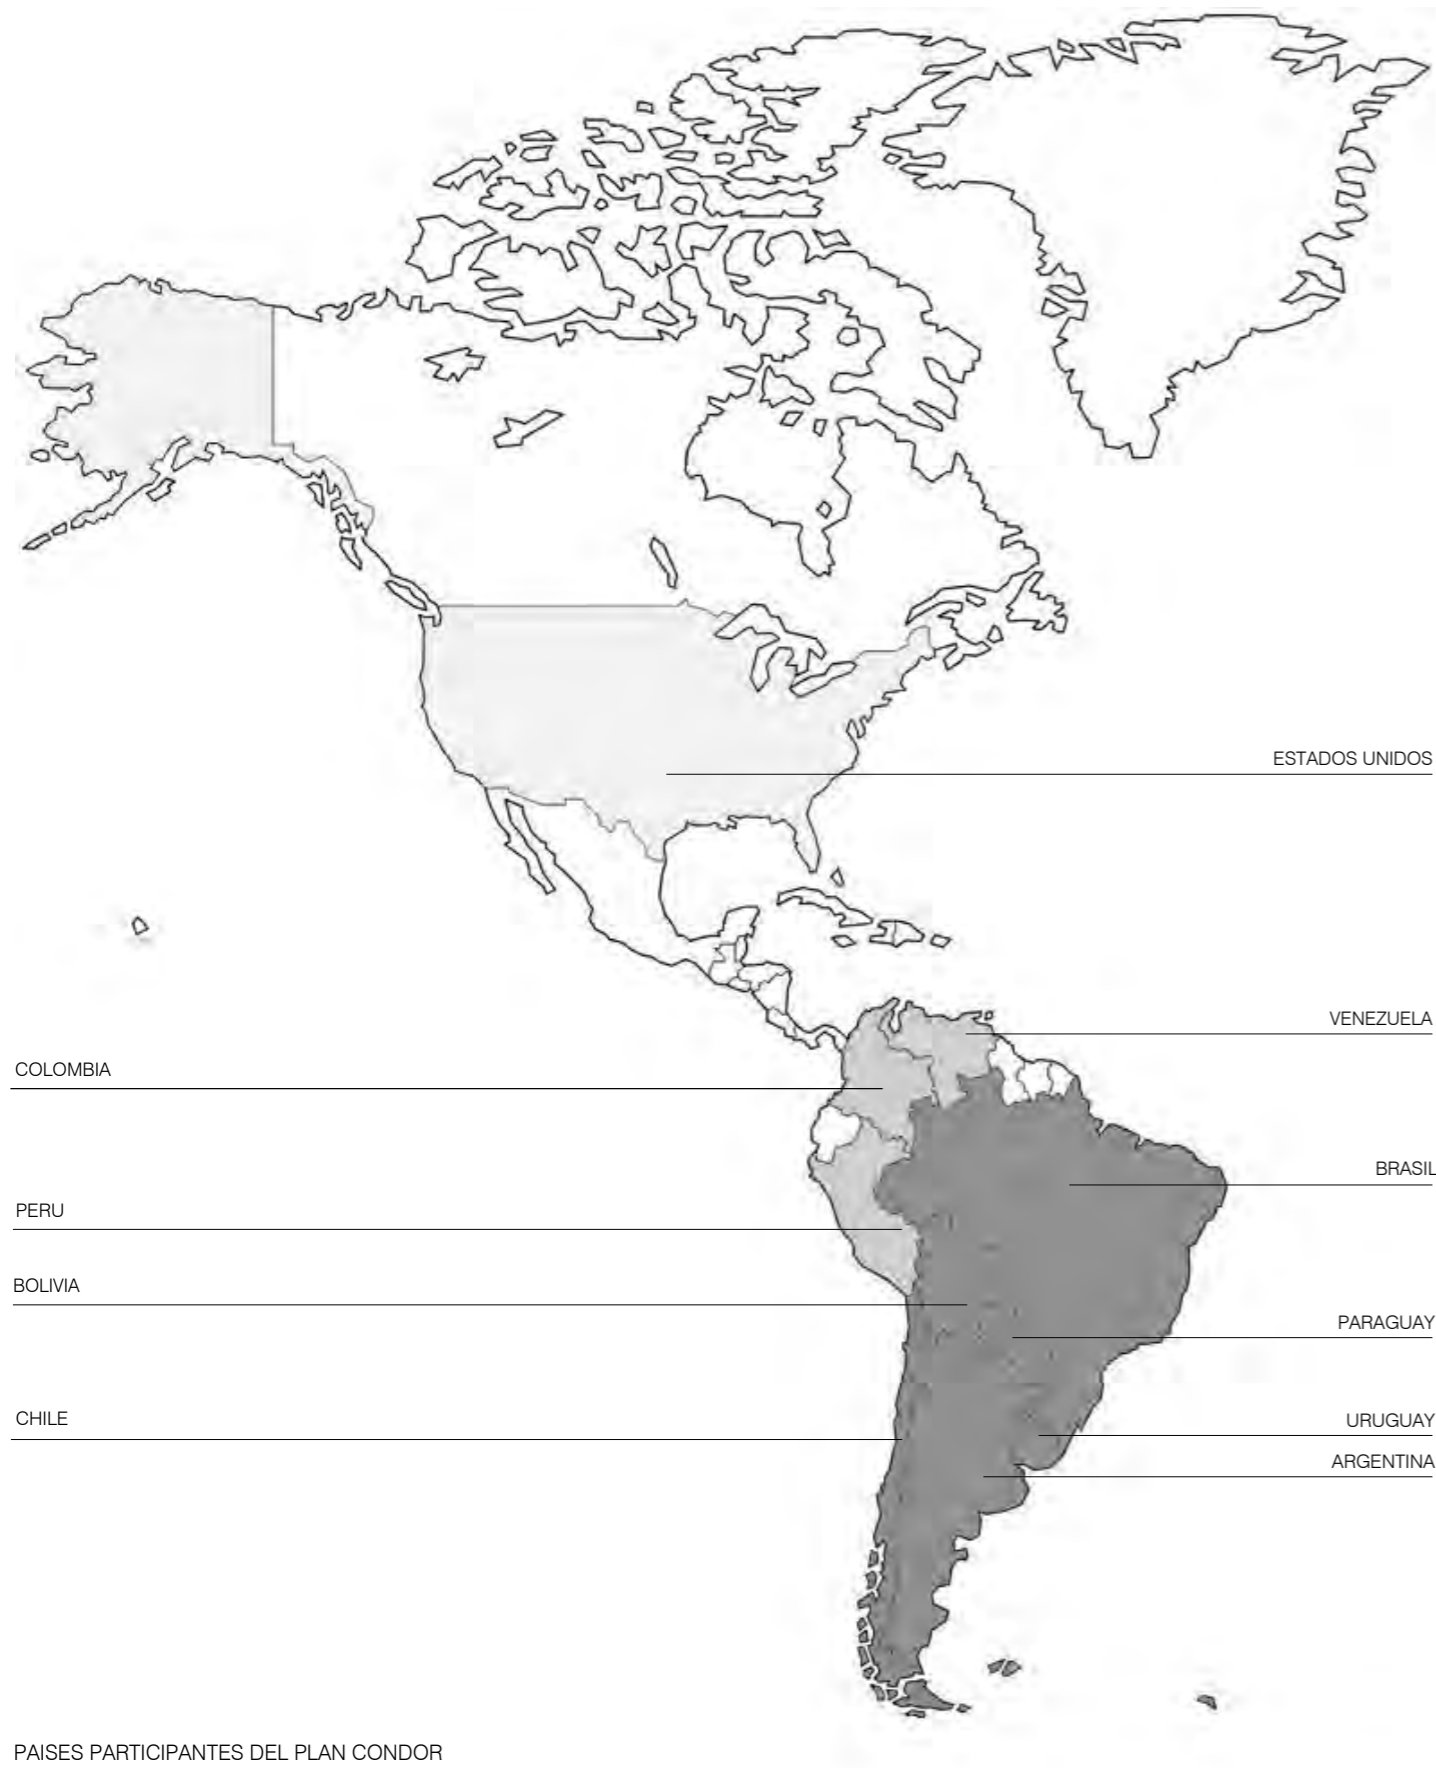 ESTADOS UNIDOS
VENEZUELA
COLOMBIA
BRASIL
PERU
BOLIVIA
PARAGUAY
CHILE
URUGUAY
ARGENTINA
PAISES PARTICIPANTES DEL PLAN CONDOR